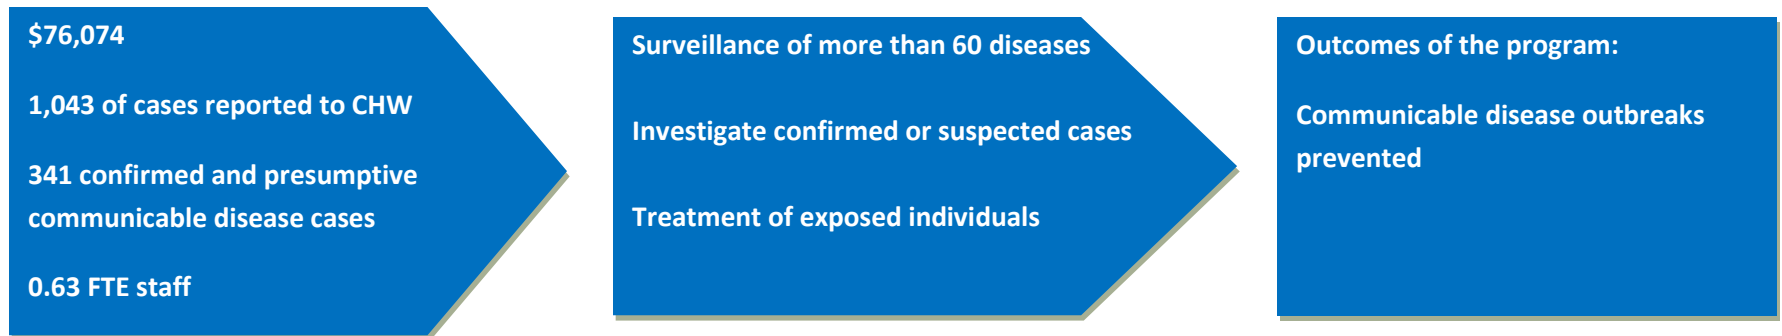 $76,074
1,043 of cases reported to CHW
341 confirmed and presumptive
communicable disease cases
0.63 FTE staff
Surveillance of more than 60 diseases
Investigate confirmed or suspected cases
Treatment of exposed individuals
Outcomes of the program:
Communicable disease outbreaks
prevented